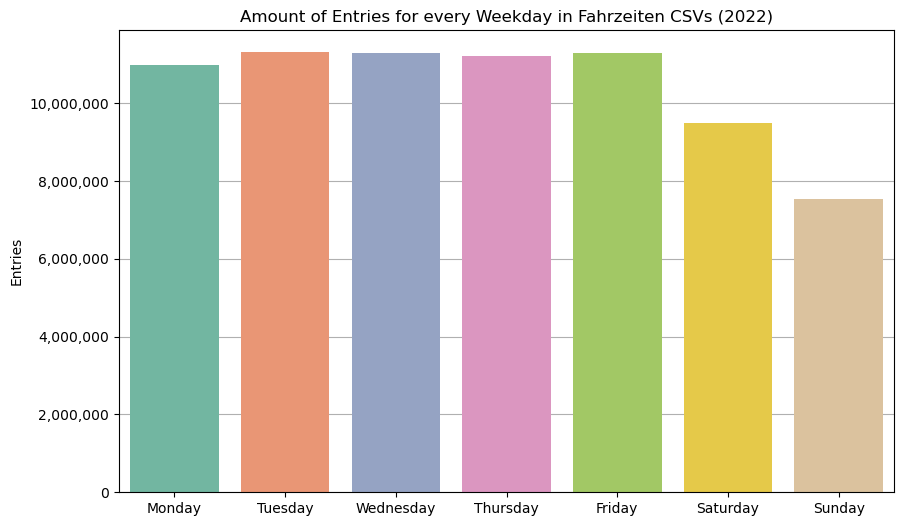 Amount of Entries for every Weekday in Fahrzeiten CSVs (2022)
10,000,000
8,000,000
6,000,000
4,000,000
2,000,000
0
Entries
Monday Tuesday Wednesday Thursday Friday Saturday Sunday